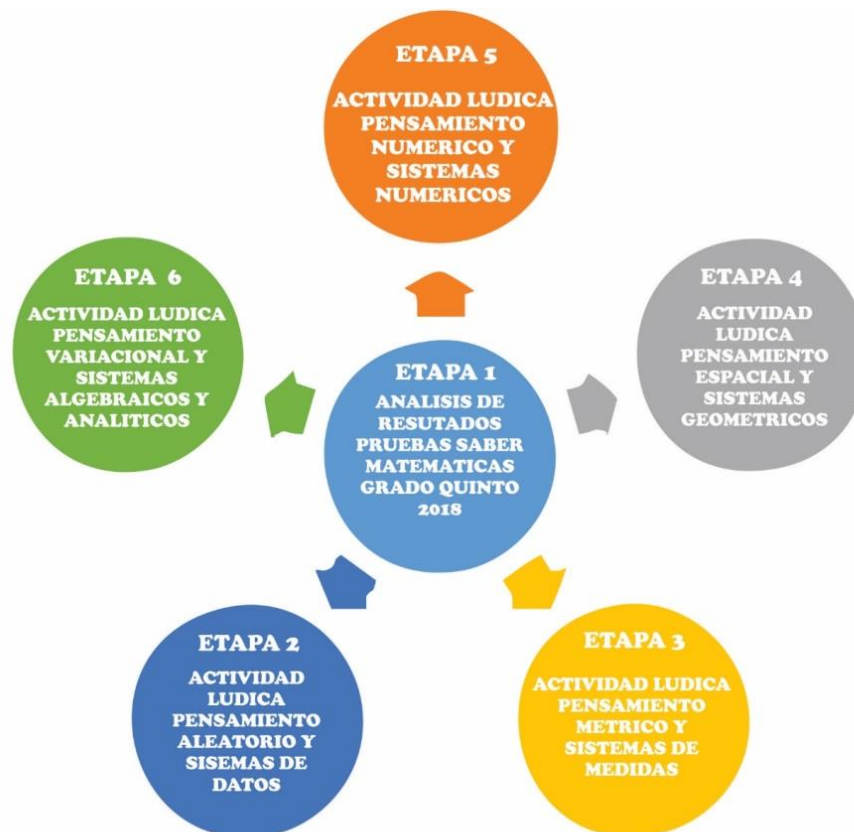 ETAPA 5
ACTIVIDAD LUDICA
PENSAMIENTO
NUMERICO Y
SISTEMAS
NUMERICOS
ETAPA 6
ACTIVIDAD LUDICA
PENSAMIENTO
VARIACIONAL Y
SISTEMAS
ALGEBRAICOS Y
ANALITICOS
ETAPA 4
ACTIVIDAD
LUDICA
PENSAMIENTO
ESPACIAL Y
SISTEMAS
GEOMETRICOS
ETAPA 1
ANALISIS DE
RESUTADOS
PRUEBAS SABER
MATEMATICAS
GRADO QUINTO
2018
ETAPA 2
ACTIVIDAD
LUDICA
PENSAMIENTO
ALEATORIO Y
SISEMAS DE
DATOS
ETAPA 3
ACTIVIDAD LUDICA
PENSAMIENTO
METRICO Y
SISTEMAS DE
MEDIDAS